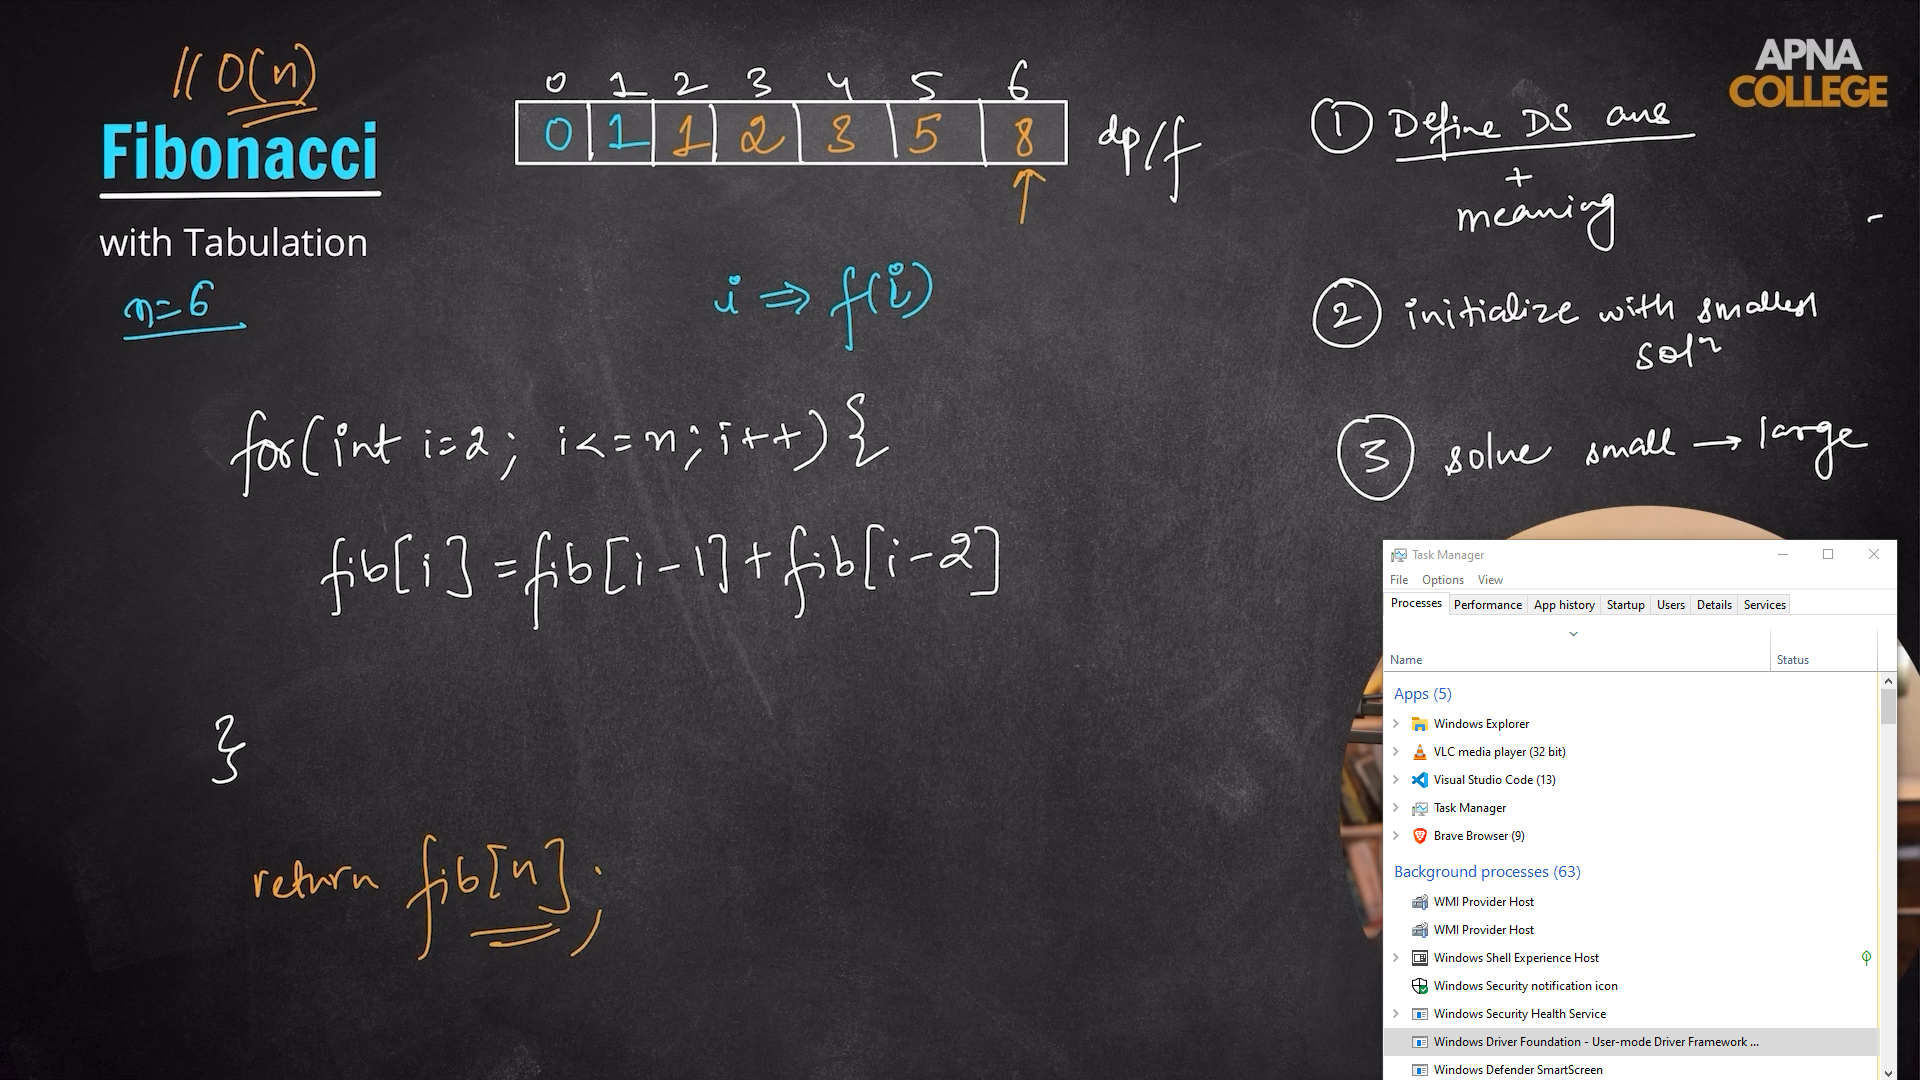 // O(n)
Fibonacci
with Tabulation
n=6
0 1 2 3 4 5 6
0 1 1 2 3 5 8
dp/f
i ⇒ f(i)
for(int i=2; i<=n; i++){
fib[i] = fib[i-1] + fib[i-2]
}
return fib[n];
APNA
COLLEGE
① Define DS ans
+
meaning
② initialize with smallest
solⁿ
③ solve small → large
Task Manager
File Options View
Processes Performance App history Startup Users Details Services
Name Status
Apps (5)
Windows Explorer
VLC media player (32 bit)
Visual Studio Code (13)
Task Manager
Brave Browser (9)
Background processes (63)
WMI Provider Host
WMI Provider Host
Windows Shell Experience Host
Windows Security notification icon
Windows Security Health Service
Windows Driver Foundation - User-mode Driver Framework ...
Windows Defender SmartScreen